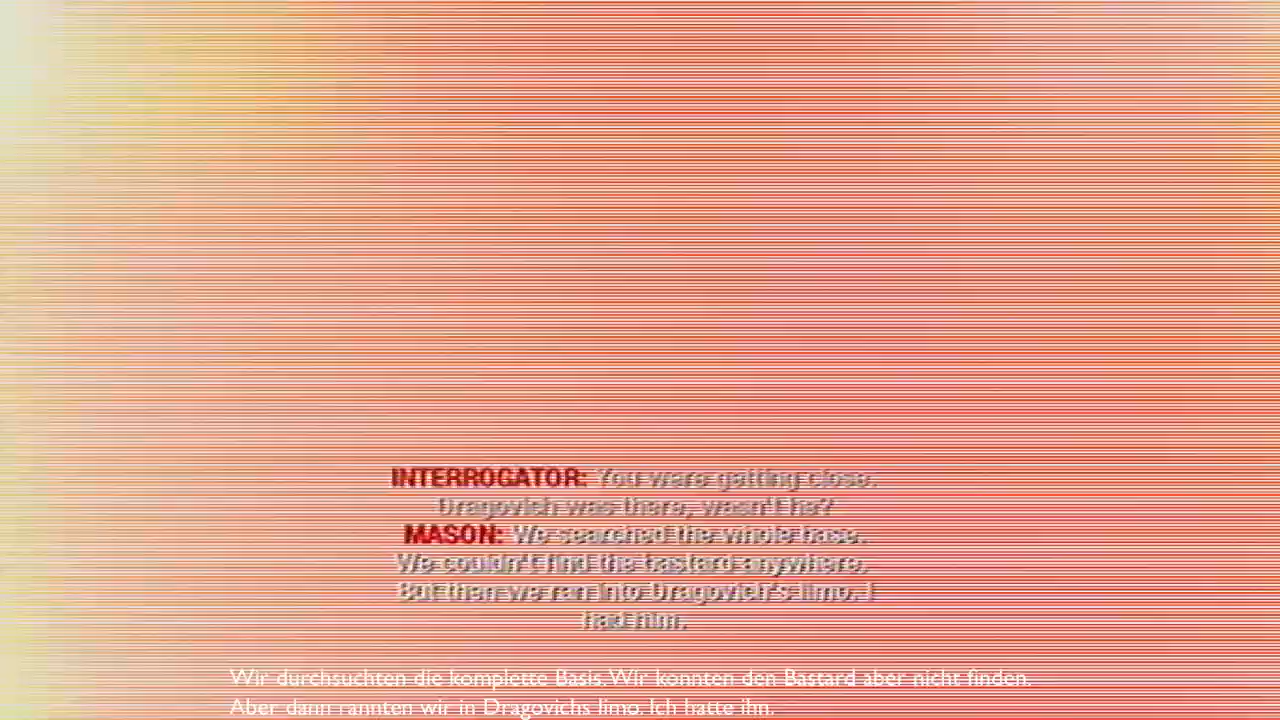 INTERROGATOR: You were getting close.
Dragovich was there, wasn't he?
MASON: We searched the whole base.
We couldn't find the bastard anywhere.
But then we ran into Dragovich's limo. I
had him.
Wir durchsuchten die komplette Basis. Wir konnten den Bastard aber nicht finden.
Aber dann rannten wir in Dragovichs limo. Ich hatte ihn.